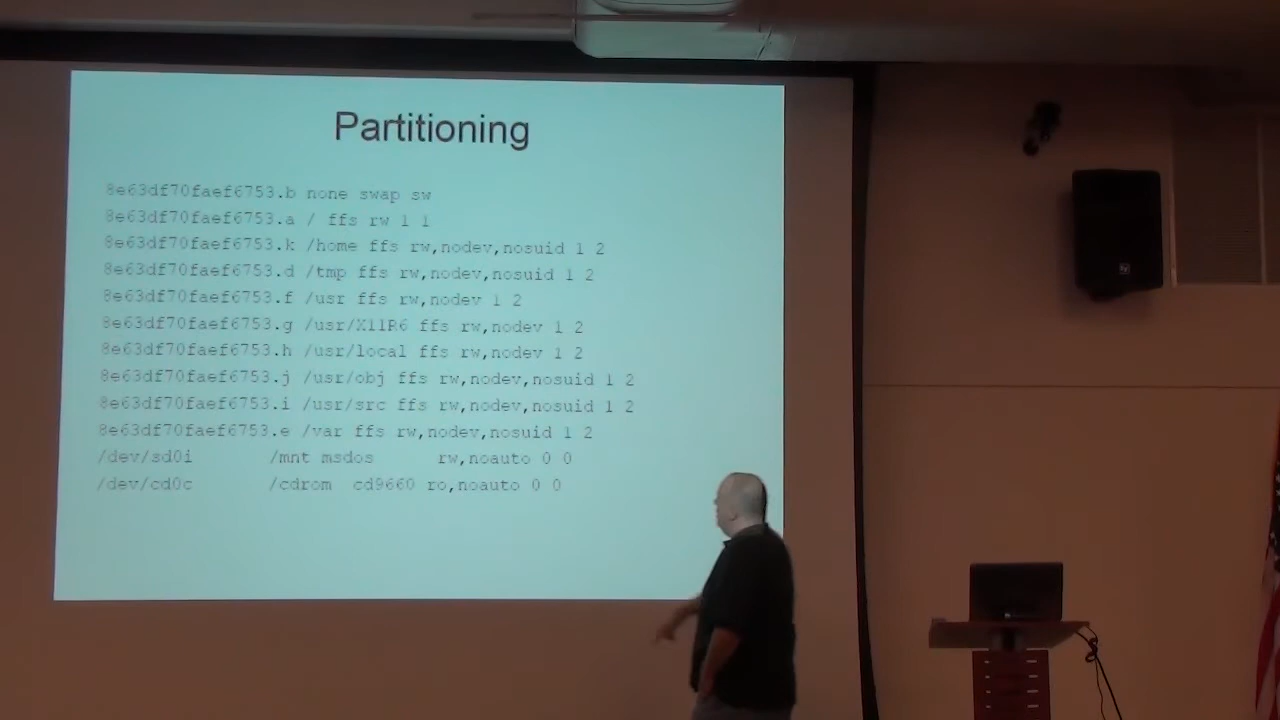 Partitioning
8e63df70faef6753.b none swap sw
8e63df70faef6753.a / ffs rw 1 1
8e63df70faef6753.k /home ffs rw,nodev,nosuid 1 2
8e63df70faef6753.d /tmp ffs rw,nodev,nosuid 1 2
8e63df70faef6753.f /usr ffs rw,nodev 1 2
8e63df70faef6753.g /usr/X11R6 ffs rw,nodev 1 2
8e63df70faef6753.h /usr/local ffs rw,nodev 1 2
8e63df70faef6753.j /usr/obj ffs rw,nodev,nosuid 1 2
8e63df70faef6753.i /usr/src ffs rw,nodev,nosuid 1 2
8e63df70faef6753.e /var ffs rw,nodev,nosuid 1 2
/dev/sd0i /mnt msdos rw,noauto 0 0
/dev/cd0c /cdrom cd9660 ro,noauto 0 0